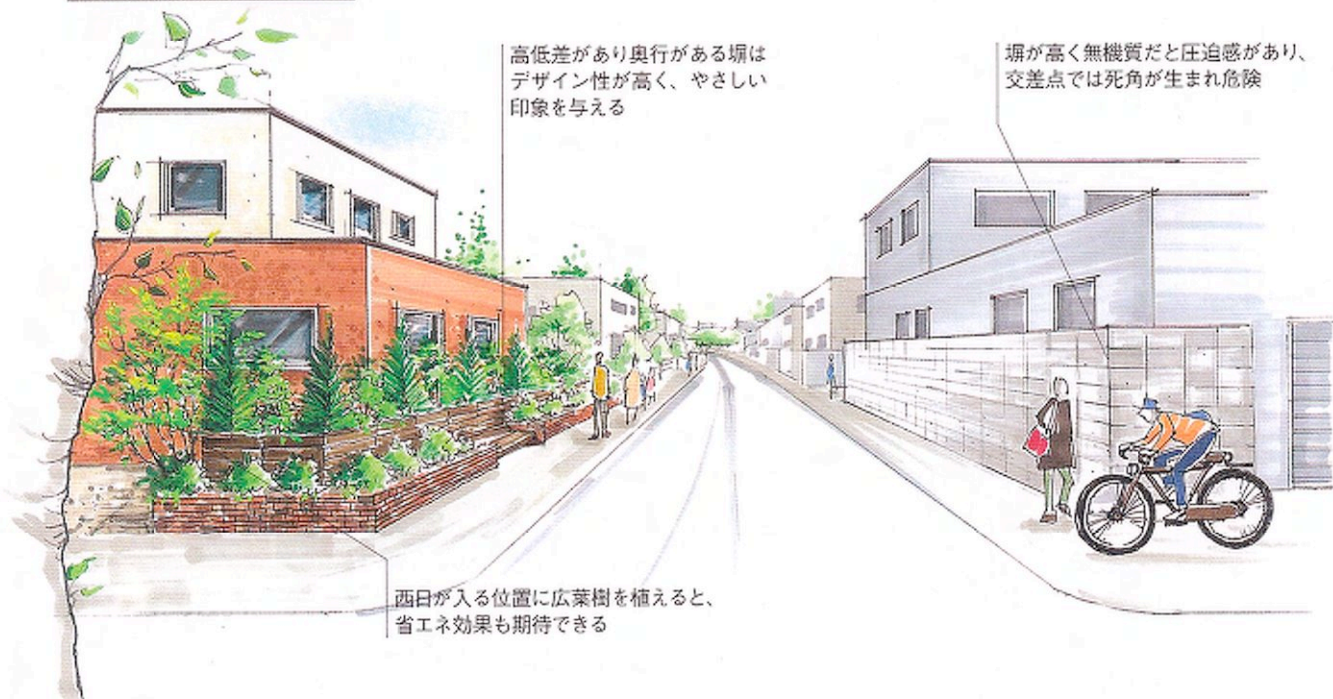 高低差があり奥行がある塀は
デザイン性が高く、やさしい
印象を与える
塀が高く無機質だと圧迫感があり、
交差点では死角が生まれ危険
西日が入る位置に広葉樹を植えると、
省エネ効果も期待できる